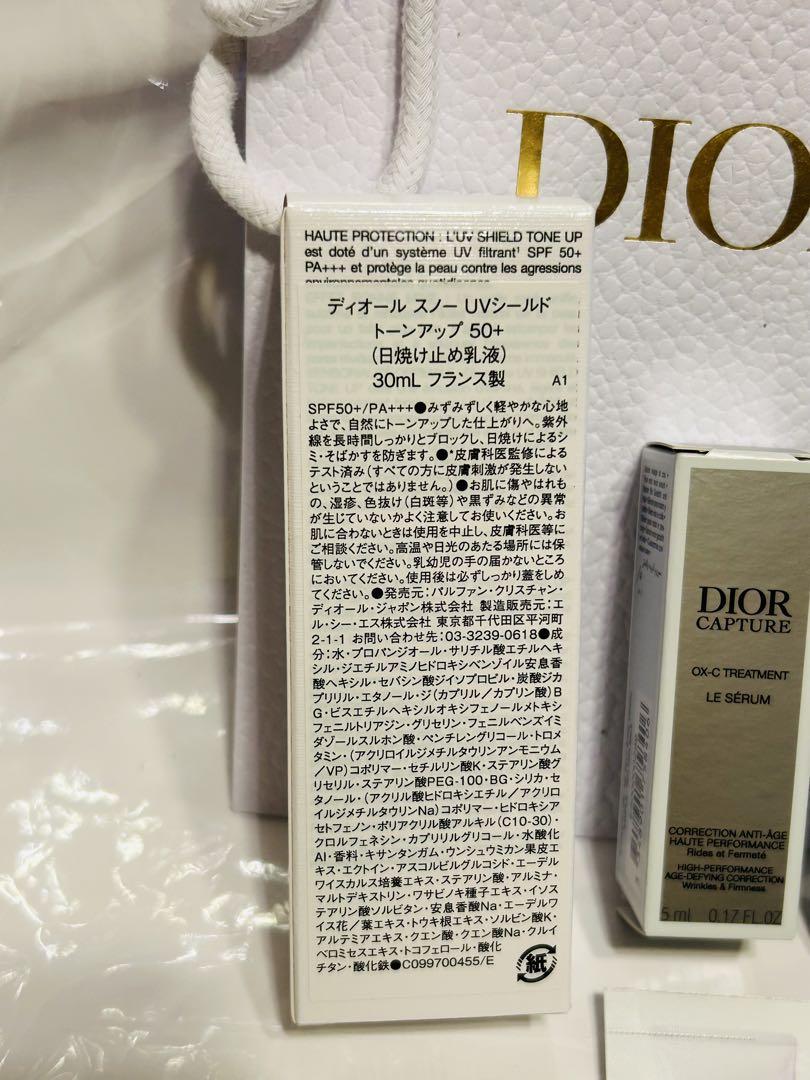 DIO
HAUTE PROTECTION : L'UV SHIELD TONE UP
est doté d'un système UV filtrant¹ SPF 50+
PA+++ et protège la peau contre les agressions
environnementales quotidiennes
ディオール スノー UVシールド
トーンアップ 50+
(日焼け止め乳液)
30mL フランス製 A1
SPF50+/PA+++●みずみずしく軽やかな心地
よさで、自然にトーンアップした仕上がりへ。紫外
線を長時間しっかりとブロックし、日焼けによるシ
ミ・そばかすを防ぎます。●*皮膚科医監修による
テスト済み(すべての方に皮膚刺激が発生しない
ということではありません。)●お肌に傷やはれも
の、湿疹、色抜け(白斑等)や黒ずみなどの異常
が生じていないかよく注意してお使いください。お
肌に合わないときは使用を中止し、皮膚科医等に
ご相談ください。高温や日光のあたる場所には保
管しないでください。乳幼児の手の届かないところ
においてください。使用後は必ずしっかり蓋をしめ
てください。●発売元:パルファン・クリスチャン・
ディオール・ジャポン株式会社 製造販売元:エ
ル・シー・エス株式会社 東京都千代田区平河町
2-1-1 お問い合わせ先:03-3239-0618●成
分:水・プロパンジオール・サリチル酸エチルヘキ
シル・ジエチルアミノヒドロキシベンゾイル安息香
酸ヘキシル・セバシン酸ジイソプロピル・炭酸ジカ
プリリル・エタノール・ジ(カプリル/カプリン酸)B
G・ビスエチルヘキシルオキシフェノールメトキシ
フェニルトリアジン・グリセリン・フェニルベンズイミ
ダゾールスルホン酸・ペンチレングリコール・トロメ
タミン・(アクリロイルジメチルタウリンアンモニウム
/VP)コポリマー・セチルリン酸K・ステアリン酸グ
リセリル・ステアリン酸PEG-100・BG・シリカ・セ
タノール・(アクリル酸ヒドロキシエチル/アクリロ
イルジメチルタウリンNa)コポリマー・ヒドロキシア
セトフェノン・ポリアクリル酸アルキル(C10-30)・
クロルフェネシン・カプリリルグリコール・水酸化
Al・香料・キサンタンガム・ウンシュウミカン果皮エ
キス・エクトイン・アスコルビルグルコシド・エーデル
ワイスカルス培養エキス・ステアリン酸・アルミナ・
マルトデキストリン・ワサビノキ種子エキス・イソス
テアリン酸ソルビタン・安息香酸Na・エーデルワ
イス花/葉エキス・トウキ根エキス・ソルビン酸K・
アルテミアエキス・クエン酸・クエン酸Na・クルイ
ベロミセスエキス・トコフェロール・酸化
チタン・酸化鉄●C099700455/E
紙
DIOR
CAPTURE
OX-C TREATMENT
LE SÉRUM
CORRECTION ANTI-ÂGE
HAUTE PERFORMANCE
Rides et Fermeté
HIGH-PERFORMANCE
AGE-DEFYING CORRECTION
Wrinkles & Firmness
5 ml 0.17 FL OZ